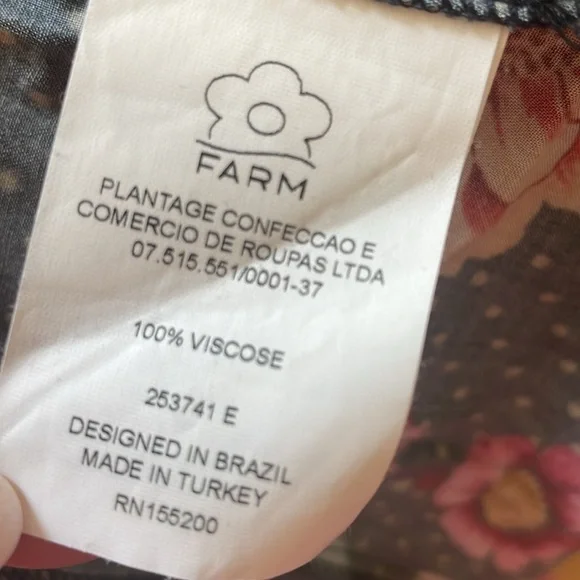 FARM
PLANTAGE CONFECCAO E
COMERCIO DE ROUPAS LTDA
07.515.551/0001-37
100% VISCOSE
253741 E
DESIGNED IN BRAZIL
MADE IN TURKEY
RN155200